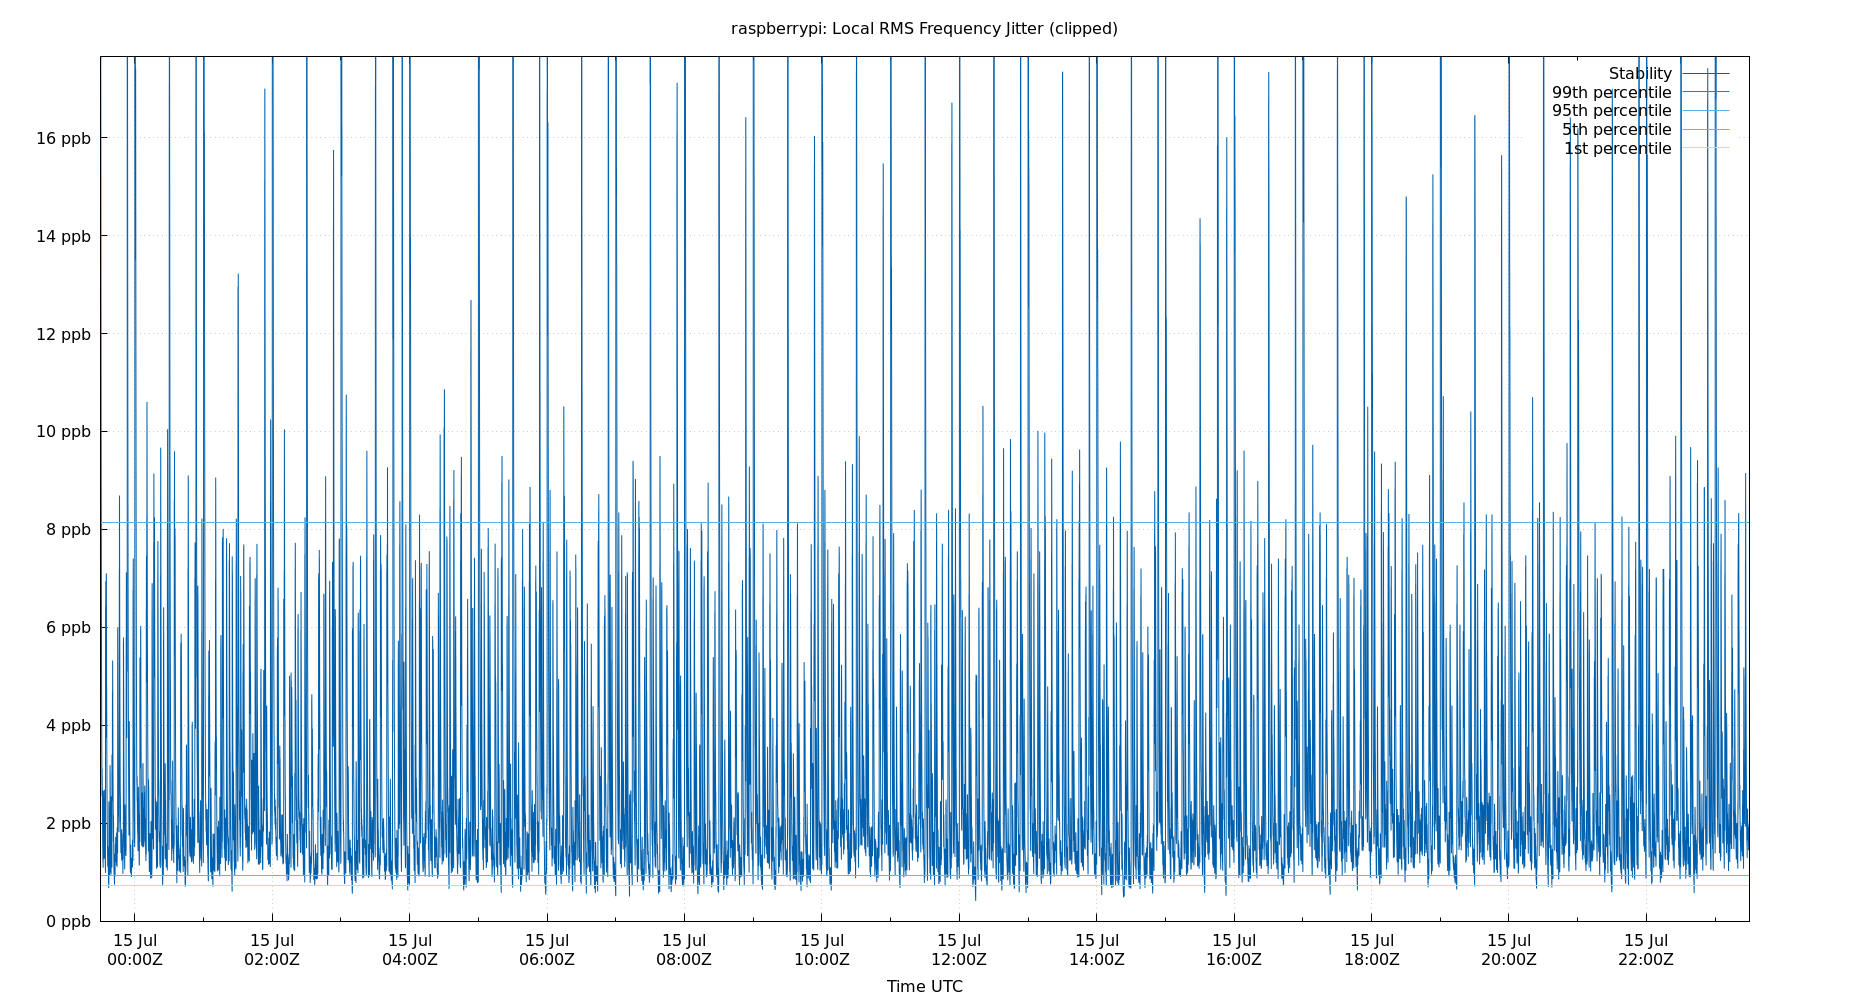 raspberrypi: Local RMS Frequency Jitter (clipped)
Stability
99th percentile
95th percentile
5th percentile
1st percentile
16 ppb
14 ppb
12 ppb
10 ppb
8 ppb
6 ppb
4 ppb
2 ppb
0 ppb
15 Jul 15 Jul 15 Jul 15 Jul 15 Jul 15 Jul 15 Jul 15 Jul 15 Jul 15 Jul 15 Jul 15 Jul
00:00Z 02:00Z 04:00Z 06:00Z 08:00Z 10:00Z 12:00Z 14:00Z 16:00Z 18:00Z 20:00Z 22:00Z
Time UTC